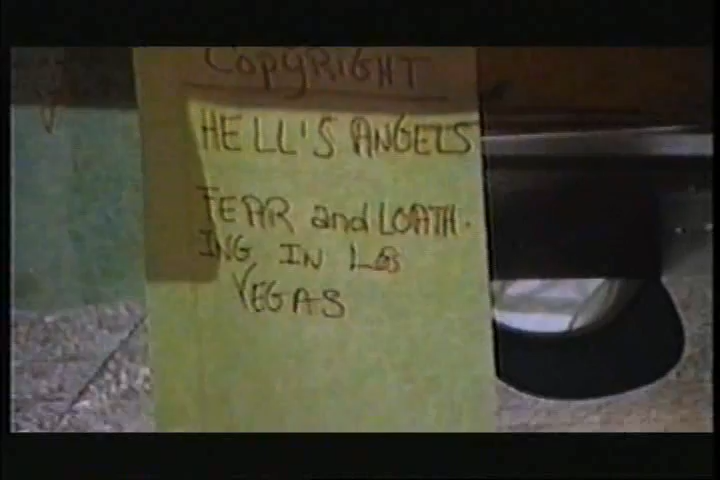 COPYRIGHT
HELL'S ANGELS
FEAR and LOATH-
ING IN LAS
VEGAS